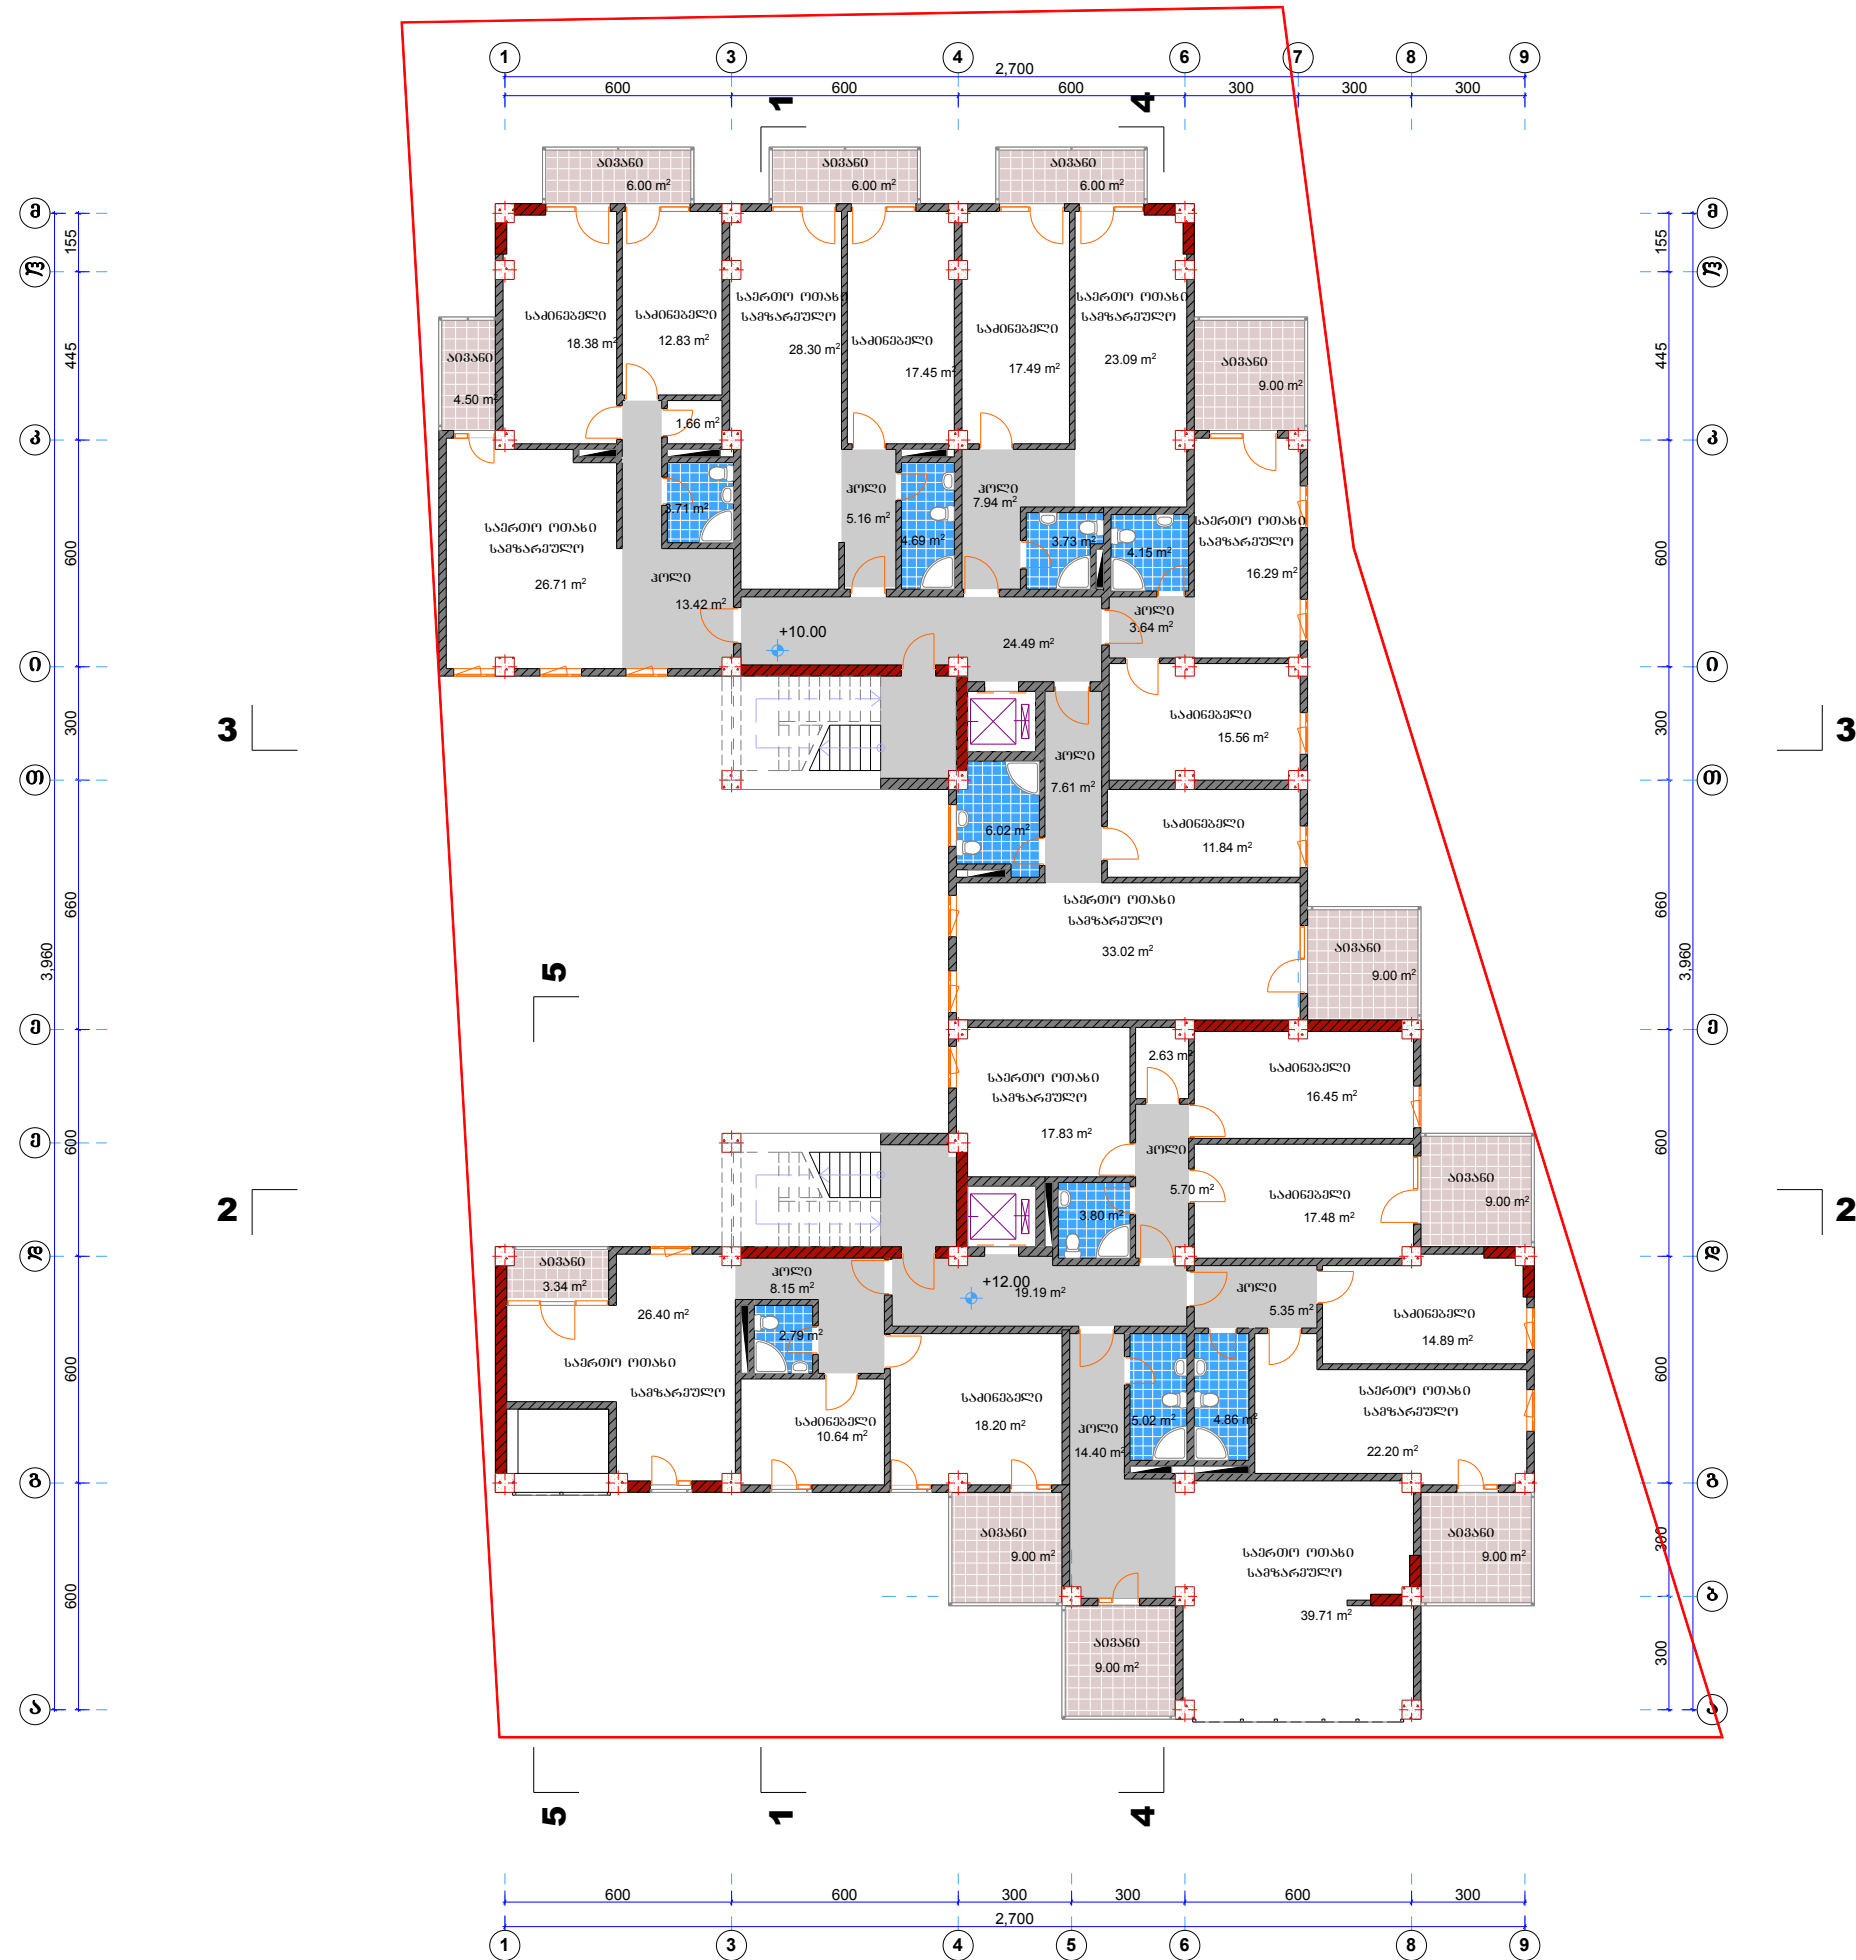 1 3 4 6 7 8 9
2,700
600 600 600 300 300 300
1 4
აივანი აივანი აივანი
6.00 m² 6.00 m² 6.00 m²
მ 155 155 მ
საერთო ოთახი საერთო ოთახი
საძინებელი საძინებელი სამზარეულო საძინებელი სამზარეულო
18.38 m² 12.83 m² 28.30 m² საძინებელი 17.49 m² 23.09 m²
17.45 m²
445 აივანი აივანი 445
4.50 m² 9.00 m²
1.66 m²
კ კ
ჰოლი ჰოლი
7.94 m²
3.71 m² 5.16 m²
საერთო ოთახი საერთო ოთახი
სამზარეულო 4.69 m² 3.73 m² 4.15 m² სამზარეულო
600 26.71 m² ჰოლი 16.29 m² 600
13.42 m² ჰოლი
3.64 m²
+10.00 24.49 m²
ი ი
3 300 საძინებელი 300 3
15.56 m²
ჰოლი
თ 7.61 m² თ
6.02 m² საძინებელი
11.84 m²
660 საერთო ოთახი 660
სამზარეულო
33.02 m² აივანი
3,960 9.00 m² 3,960
5
ე ე
2.63 m²
საერთო ოთახი საძინებელი
სამზარეულო 16.45 m²
17.83 m²
ე 600 ჰოლი 600 ე
5.70 m² საძინებელი აივანი
2 3.80 m² 17.48 m² 9.00 m² 2
დ დ
აივანი ჰოლი ჰოლი
3.34 m² 8.15 m² +12.00 19.19 m² 5.35 m²
26.40 m² 2.79 m² საძინებელი
14.89 m²
600 საერთო ოთახი 600
სამზარეულო საძინებელი საერთო ოთახი
საძინებელი 18.20 m² სამზარეულო
10.64 m² ჰოლი 5.02 m² 4.86 m²
14.40 m² 22.20 m²
გ გ
აივანი აივანი
9.00 m² საერთო ოთახი 9.00 m² 300
სამზარეულო
600 39.71 m² ბ
აივანი 300
9.00 m²
ა ა
5 1 4
600 600 300 300 600 300
2,700
1 3 4 5 6 8 9